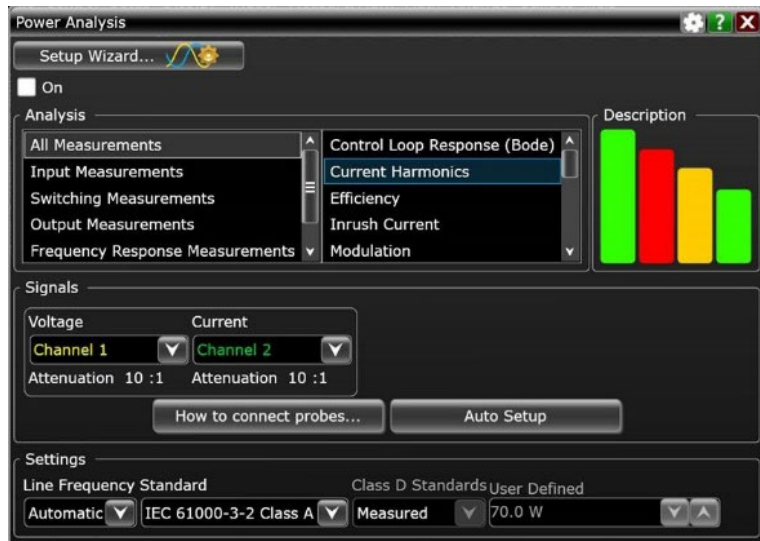 Power Analysis ?
Setup Wizard...
On
Analysis
Description
All Measurements
Input Measurements
Switching Measurements
Output Measurements
Frequency Response Measurements
Control Loop Response (Bode)
Current Harmonics
Efficiency
Inrush Current
Modulation
Signals
Voltage Current
Channel 1 Channel 2
Attenuation 10 :1 Attenuation 10 :1
How to connect probes... Auto Setup
Settings
Line Frequency Standard Class D Standards User Defined
Automatic IEC 61000-3-2 Class A Measured 70.0 W